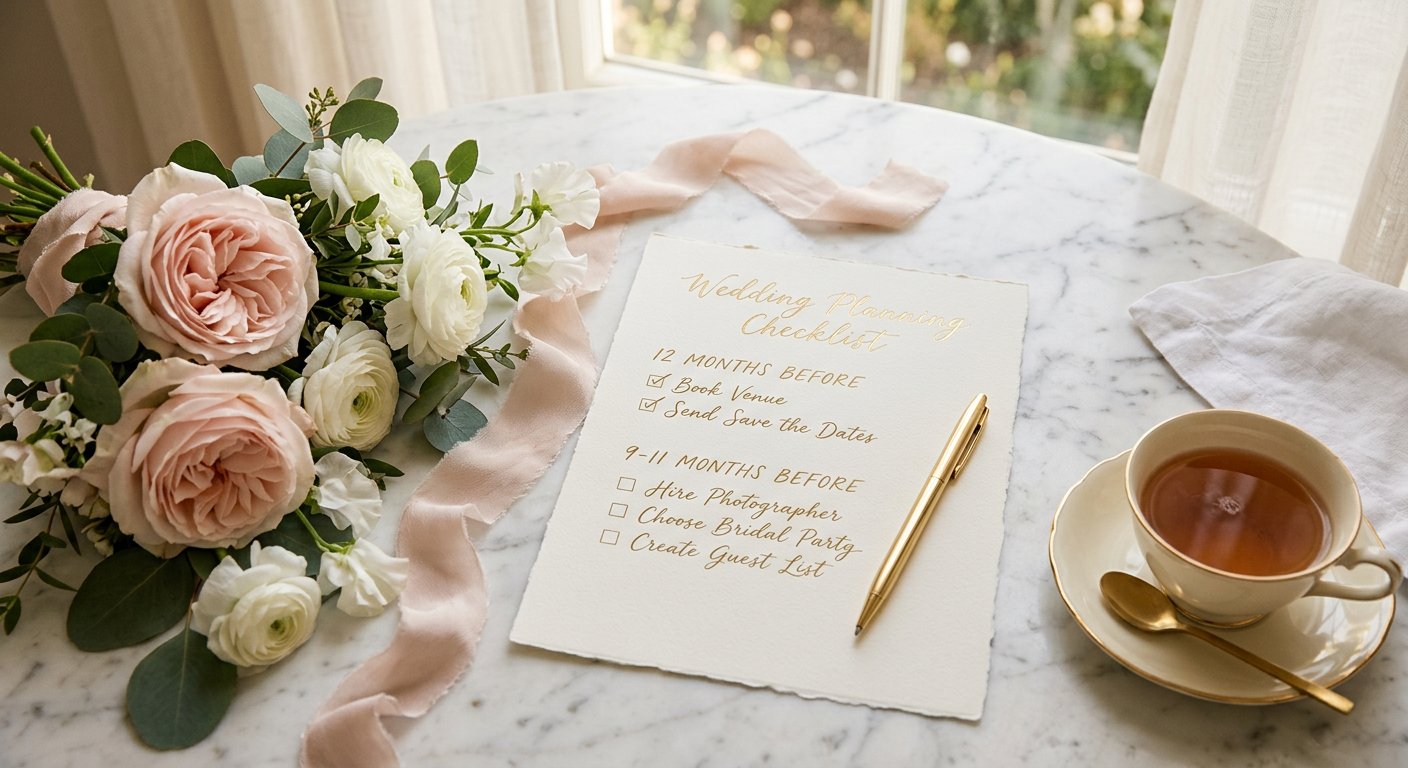 Wedding Planning
Checklist
12 MONTHS BEFORE
Book Venue
Send Save the Dates
9-11 MONTHS BEFORE
Hire Photographer
Choose Bridal Party
Create Guest List